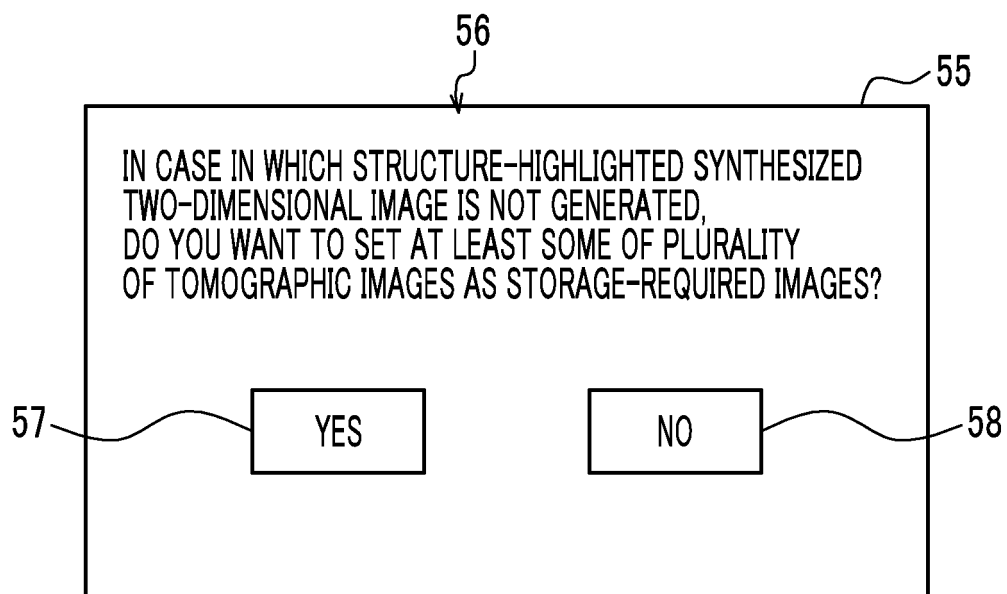 56
55
IN CASE IN WHICH STRUCTURE-HIGHLIGHTED SYNTHESIZED
TWO-DIMENSIONAL IMAGE IS NOT GENERATED,
DO YOU WANT TO SET AT LEAST SOME OF PLURALITY
OF TOMOGRAPHIC IMAGES AS STORAGE-REQUIRED IMAGES?
57 YES NO 58